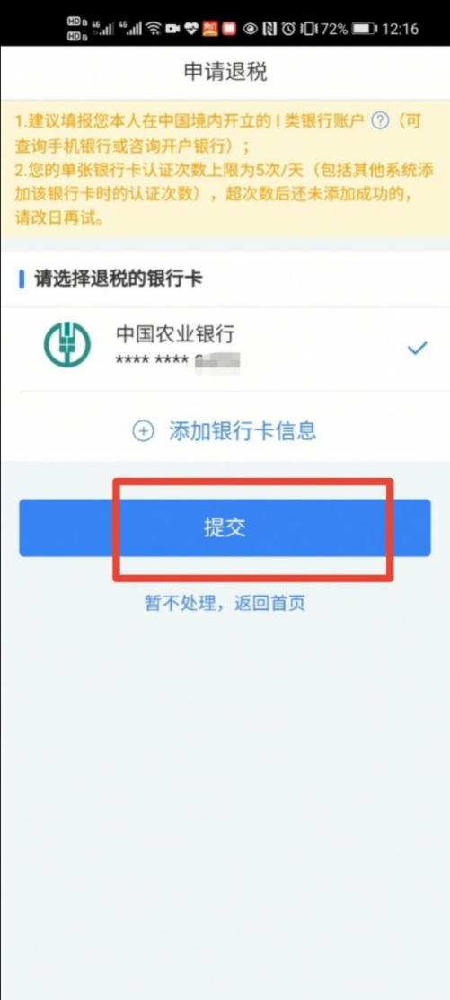 72% 12:16
申请退税
1.建议填报您本人在中国境内开立的 I 类银行账户 ? （可
查询手机银行或咨询开户银行）；
2.您的单张银行卡认证次数上限为5次/天（包括其他系统添
加该银行卡时的认证次数），超次数后还未添加成功的，
请改日再试。
请选择退税的银行卡
中国农业银行
**** ****
添加银行卡信息
提交
暂不处理，返回首页